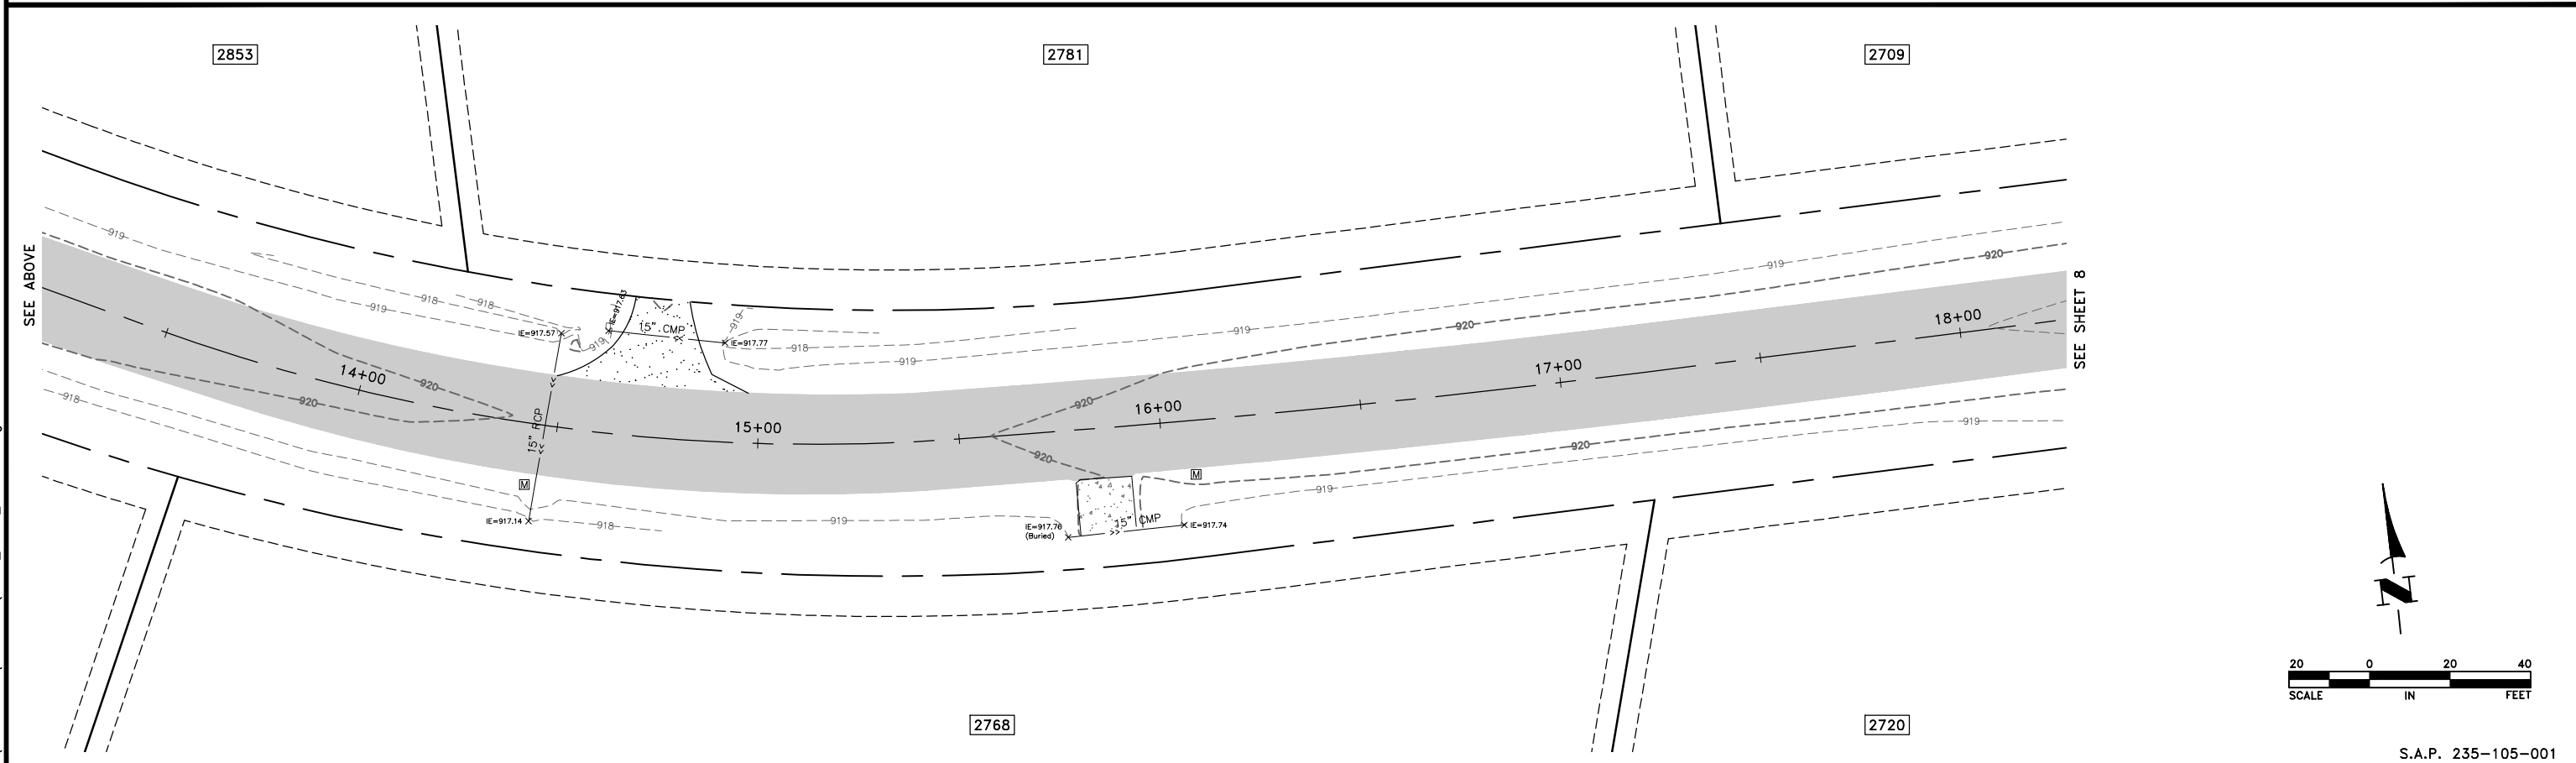 2853
2781
2709
SEE ABOVE
919
918
918
919
IE=917.57
IE=917.63
919
15" CMP
919
IE=917.77
918
919
919
920
919
920
SEE SHEET 8
14+00
920
920
918
15" RCP
15+00
920
16+00
17+00
18+00
920
920
919
919
M
M
IE=917.14
918
919
IE=917.76
(Buried)
15" CMP
IE=917.74
N
20 0 20 40
SCALE IN FEET
2768
2720
S.A.P. 235-105-001